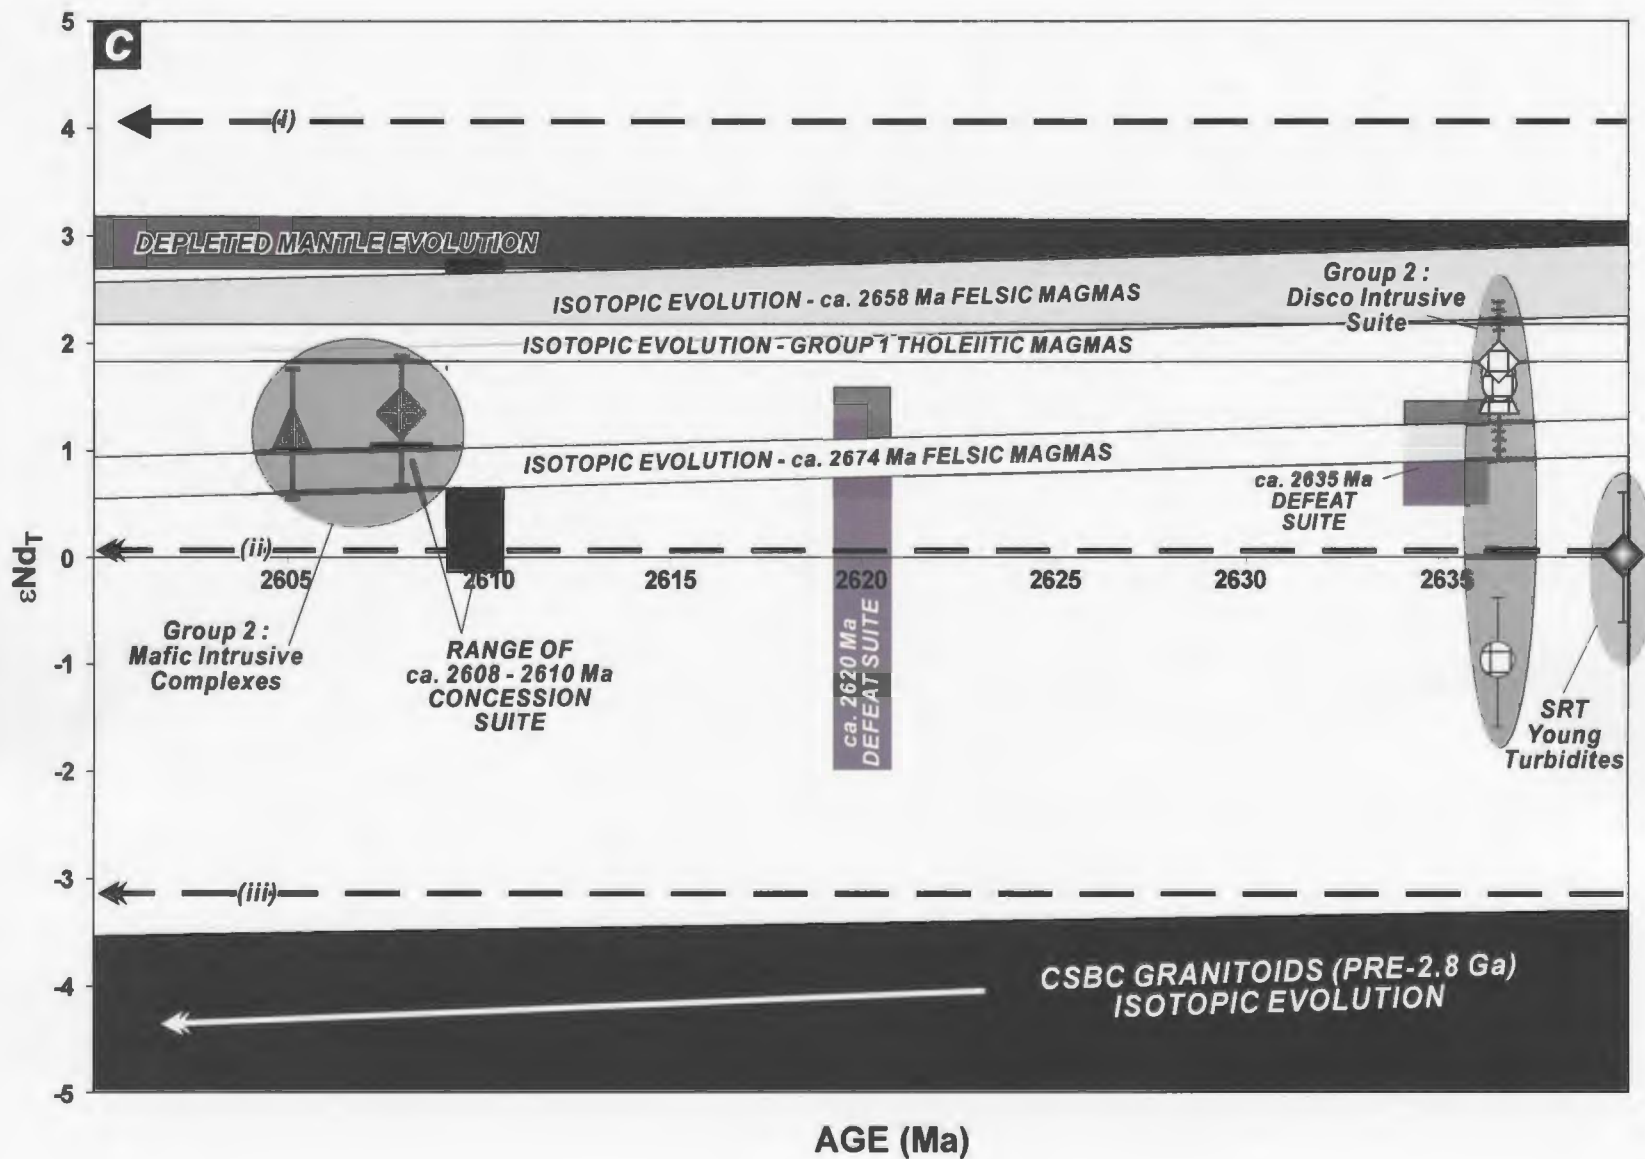 C
5
4
3
2
1
0
-1
-2
-3
-4
-5
εNdT
(i)
DEPLETED MANTLE EVOLUTION
ISOTOPIC EVOLUTION - ca. 2658 Ma FELSIC MAGMAS
Group 2 :
Disco Intrusive
Suite
ISOTOPIC EVOLUTION - GROUP 1 THOLEIITIC MAGMAS
ISOTOPIC EVOLUTION - ca. 2674 Ma FELSIC MAGMAS
ca. 2635 Ma
DEFEAT
SUITE
(ii)
2605 2610 2615 2620 2625 2630 2635
Group 2 :
Mafic Intrusive
Complexes
RANGE OF
ca. 2608 - 2610 Ma
CONCESSION
SUITE
ca. 2620 Ma
DEFEAT SUITE
SRT
Young
Turbidites
(iii)
CSBC GRANITOIDS (PRE-2.8 Ga)
ISOTOPIC EVOLUTION
AGE (Ma)